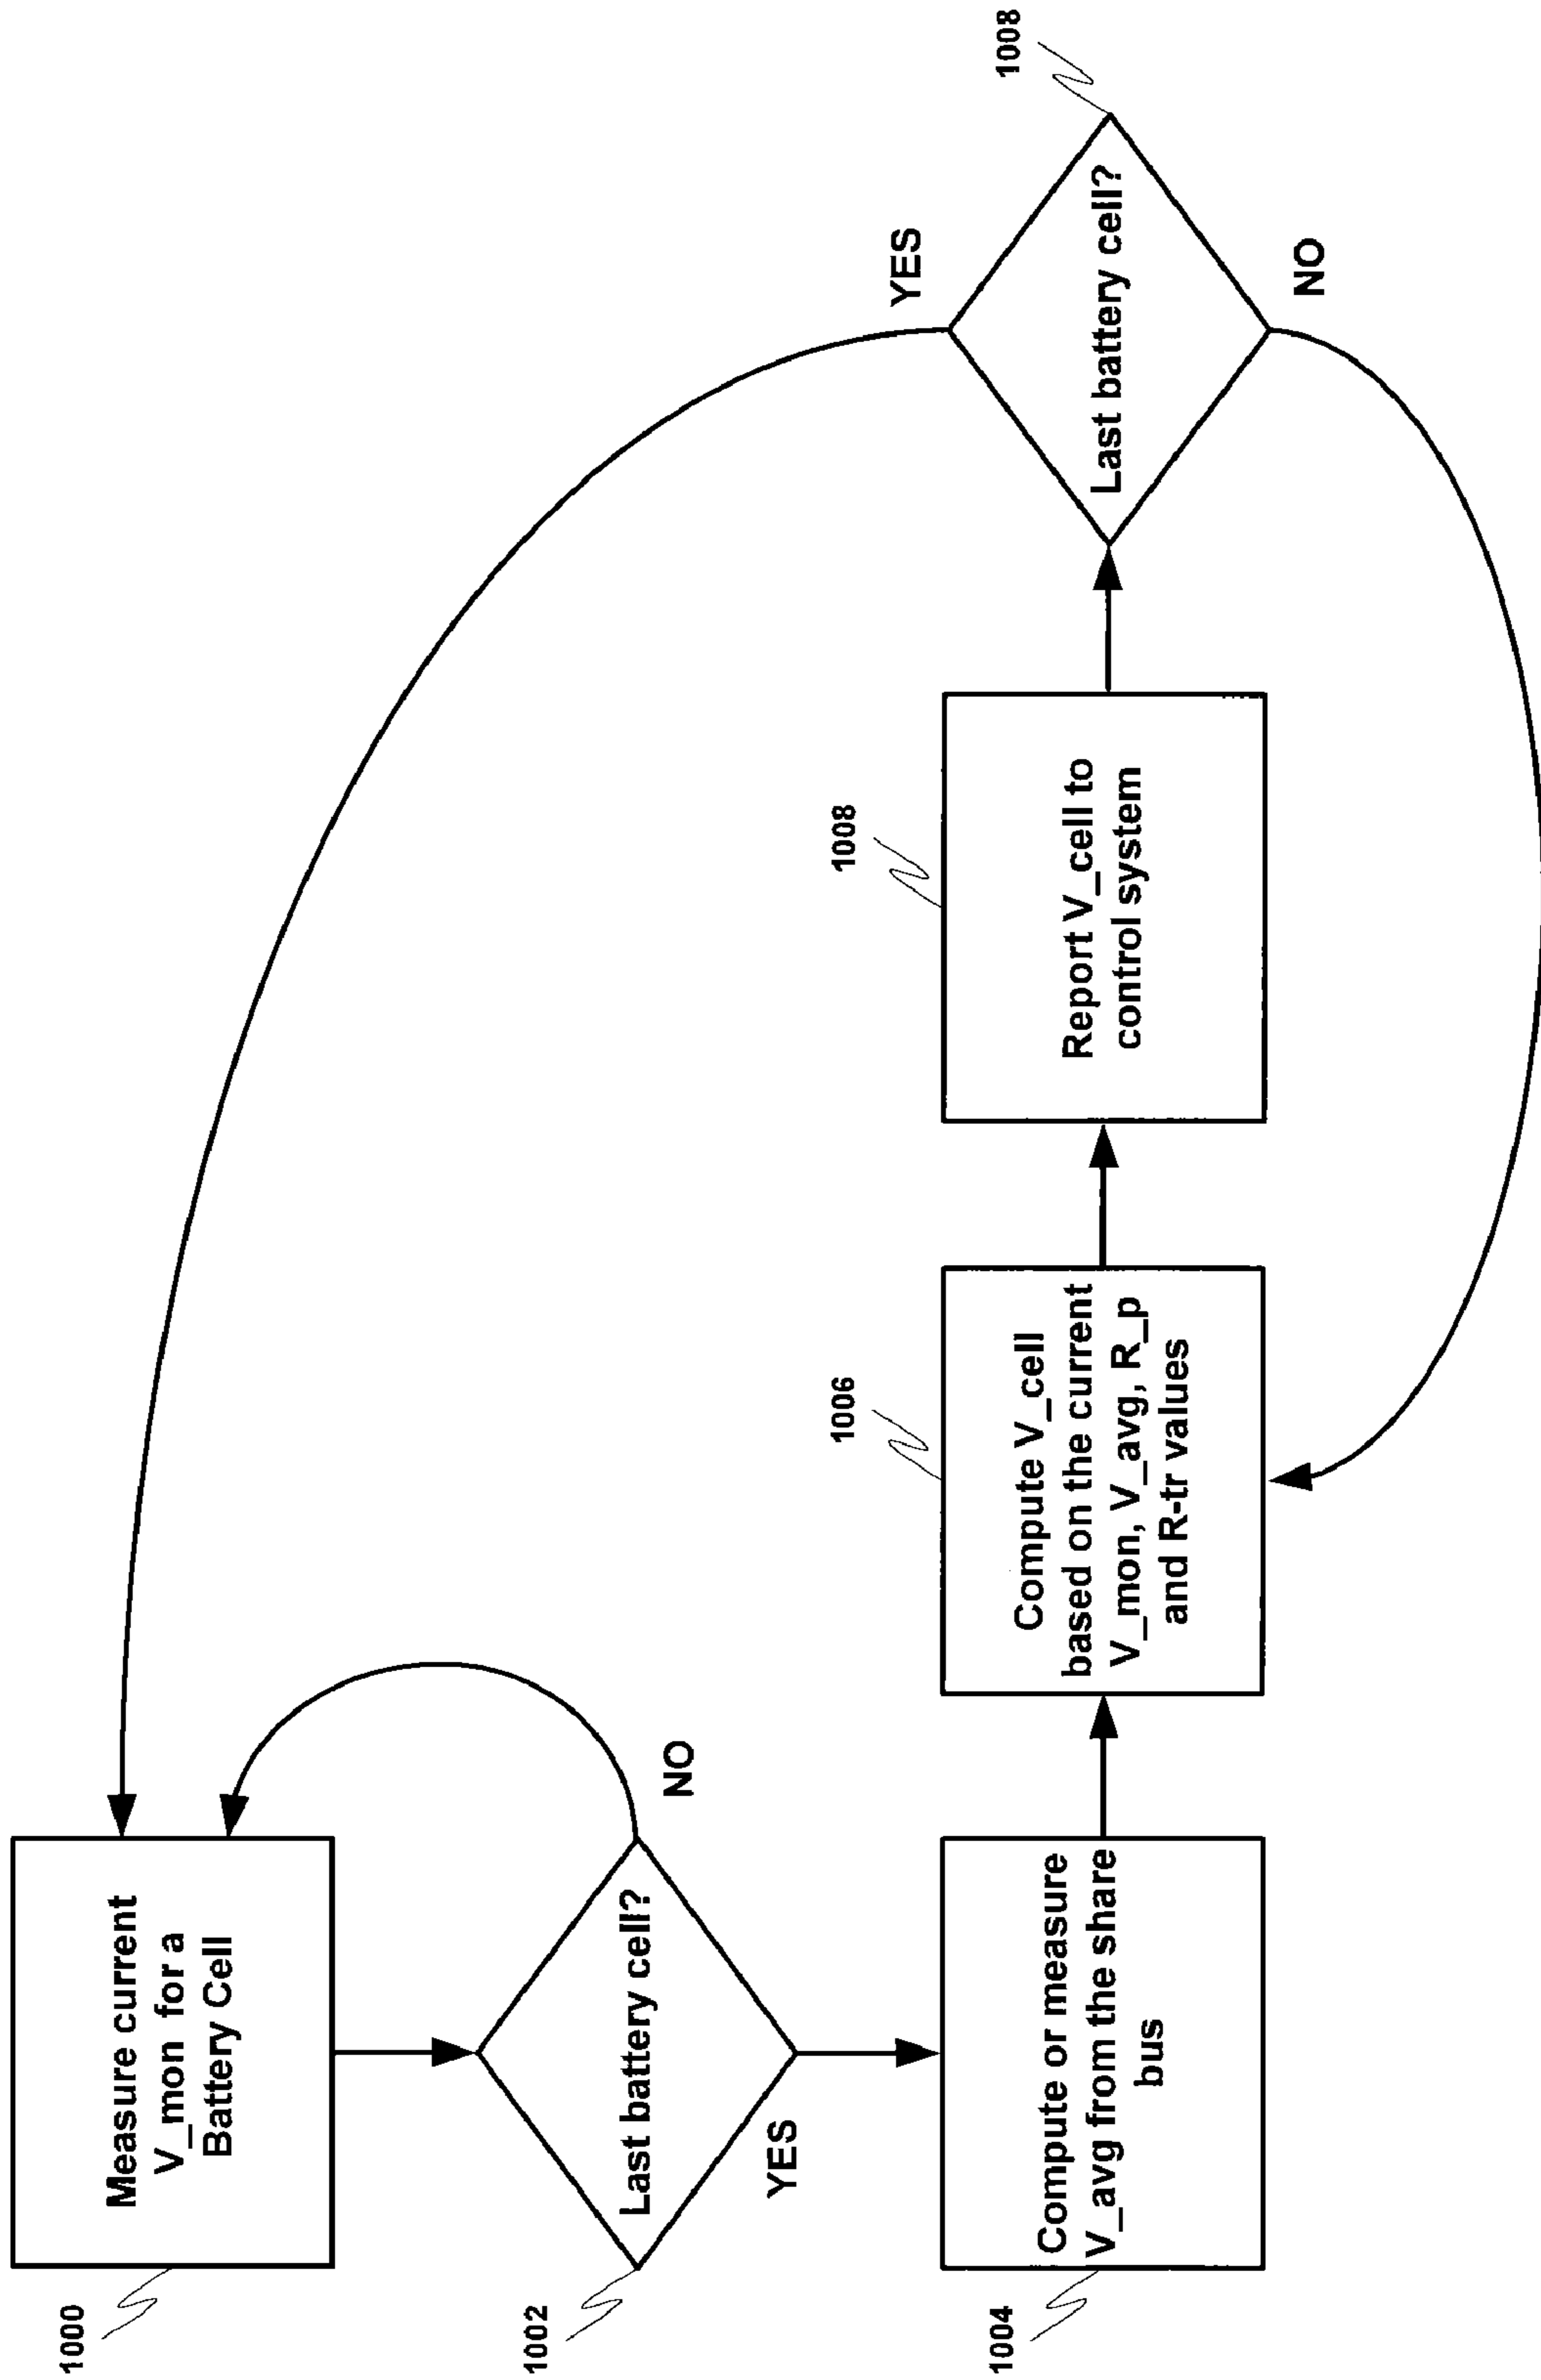 1000
Measure current
V_mon for a
Battery Cell
1002
Last battery cell?
NO
YES
1004
Compute or measure
V_avg from the share
bus
1006
Compute V_cell
based on the current
V_mon, V_avg, R_p
and R-tr values
1008
Report V_cell to
control system
1008
Last battery cell?
YES
NO